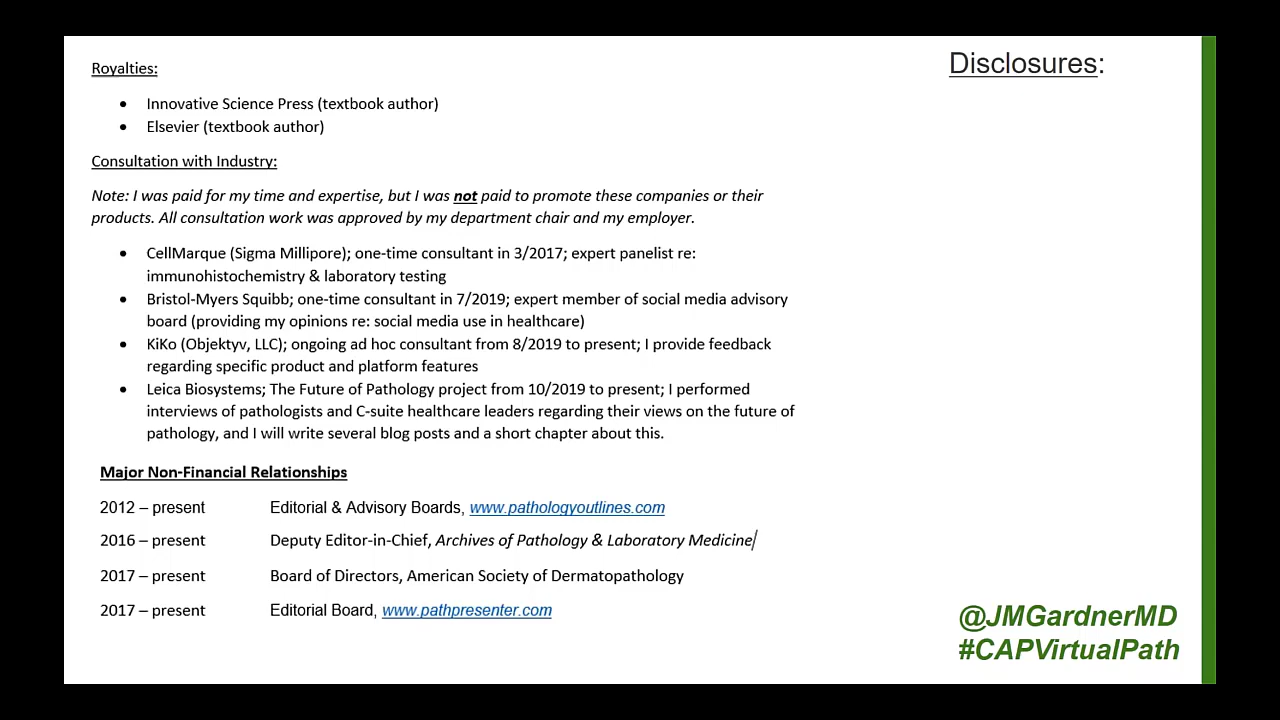 Disclosures:
Royalties:
• Innovative Science Press (textbook author)
• Elsevier (textbook author)
Consultation with Industry:
Note: I was paid for my time and expertise, but I was not paid to promote these companies or their
products. All consultation work was approved by my department chair and my employer.
• CellMarque (Sigma Millipore); one-time consultant in 3/2017; expert panelist re:
immunohistochemistry & laboratory testing
• Bristol-Myers Squibb; one-time consultant in 7/2019; expert member of social media advisory
board (providing my opinions re: social media use in healthcare)
• KiKo (Objektyv, LLC); ongoing ad hoc consultant from 8/2019 to present; I provide feedback
regarding specific product and platform features
• Leica Biosystems; The Future of Pathology project from 10/2019 to present; I performed
interviews of pathologists and C-suite healthcare leaders regarding their views on the future of
pathology, and I will write several blog posts and a short chapter about this.
Major Non-Financial Relationships
2012 – present Editorial & Advisory Boards, www.pathologyoutlines.com
2016 – present Deputy Editor-in-Chief, Archives of Pathology & Laboratory Medicine
2017 – present Board of Directors, American Society of Dermatopathology
2017 – present Editorial Board, www.pathpresenter.com
@JMGardnerMD
#CAPVirtualPath